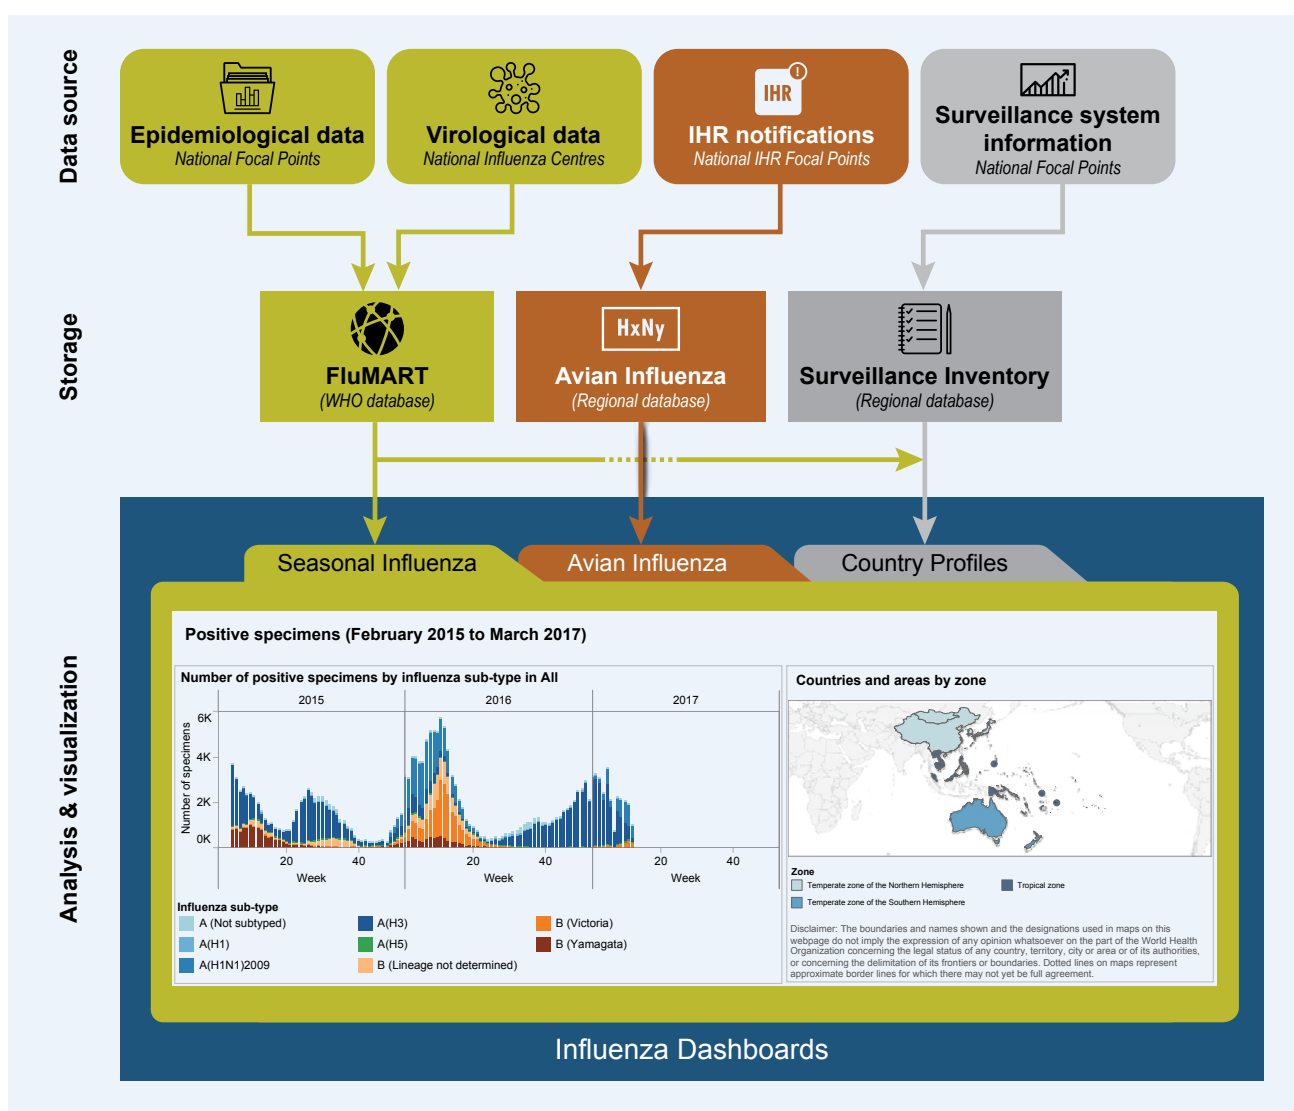 Data source
Epidemiological data
National Focal Points
Virological data
National Influenza Centres
IHR
!
IHR notifications
National IHR Focal Points
Surveillance system
information
National Focal Points
Storage
FluMART
(WHO database)
HxNy
Avian Influenza
(Regional database)
Surveillance Inventory
(Regional database)
Analysis & visualization
Seasonal Influenza
Avian Influenza
Country Profiles
Positive specimens (February 2015 to March 2017)
Number of positive specimens by influenza sub-type in All
2015
2016
2017
Number of specimens
6K
4K
2K
0K
20
40
20
40
20
40
Week
Week
Week
Influenza sub-type
A (Not subtyped)
A(H1)
A(H1N1)2009
A(H3)
A(H5)
B (Lineage not determined)
B (Victoria)
B (Yamagata)
Countries and areas by zone
Zone
Temperate zone of the Northern Hemisphere
Tropical zone
Temperate zone of the Southern Hemisphere
Disclaimer: The boundaries and names shown and the designations used in maps on this
webpage do not imply the expression of any opinion whatsoever on the part of the World Health
Organization concerning the legal status of any country, territory, city or area or of its authorities,
or concerning the delimitation of its frontiers or boundaries. Dotted lines on maps represent
approximate border lines for which there may not yet be full agreement.
Influenza Dashboards